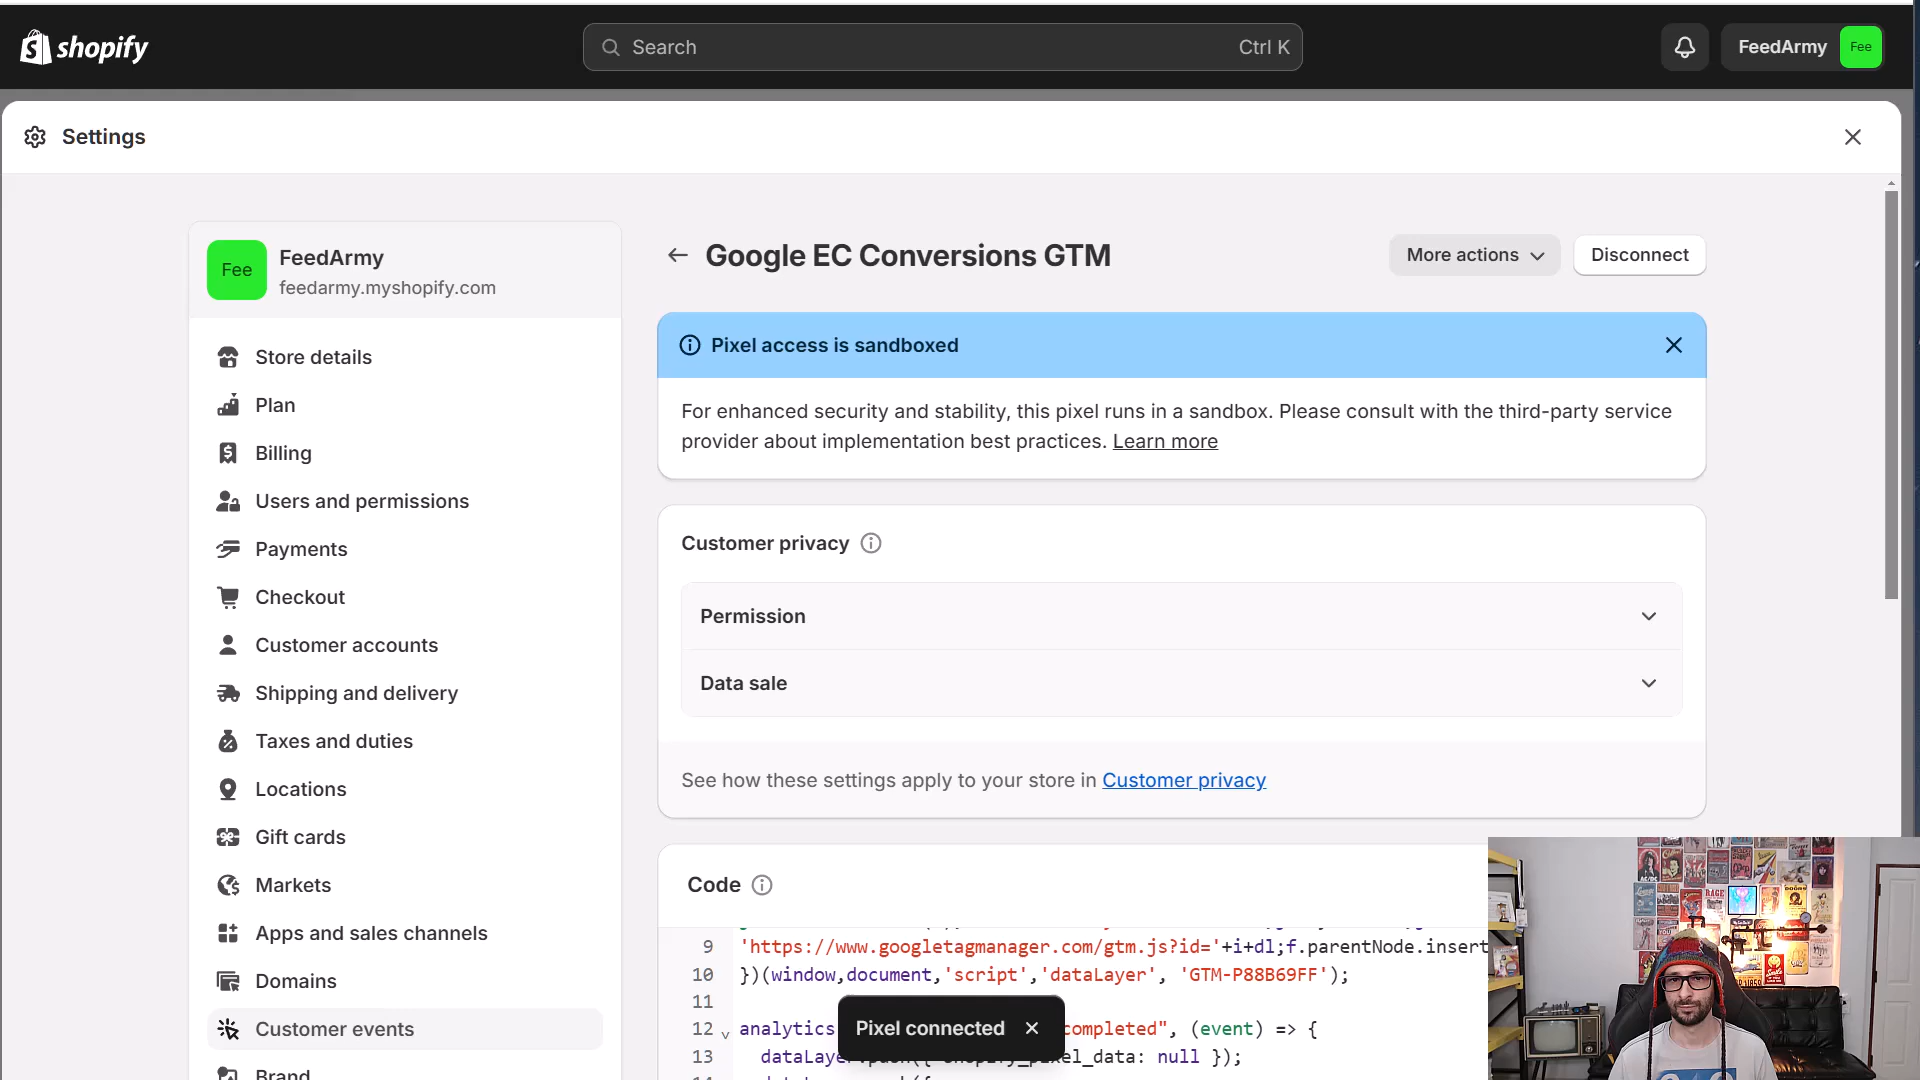 shopify
Search
Ctrl K
FeedArmy
Fee
Settings
Fee
FeedArmy
feedarmy.myshopify.com
Store details
Plan
Billing
Users and permissions
Payments
Checkout
Customer accounts
Shipping and delivery
Taxes and duties
Locations
Gift cards
Markets
Apps and sales channels
Domains
Customer events
Brand
Google EC Conversions GTM
More actions
Disconnect
Pixel access is sandboxed
For enhanced security and stability, this pixel runs in a sandbox. Please consult with the third-party service
provider about implementation best practices. Learn more
Customer privacy
Permission
Data sale
See how these settings apply to your store in Customer privacy
Code
9 'https://www.googletagmanager.com/gtm.js?id='+i+dl;f.parentNode.insert
10 })(window,document,'script','dataLayer', 'GTM-P88B69FF');
11
12 analytics completed", (event) => {
13 dataLayer.push({ shopify_pixel_data: null });
Pixel connected